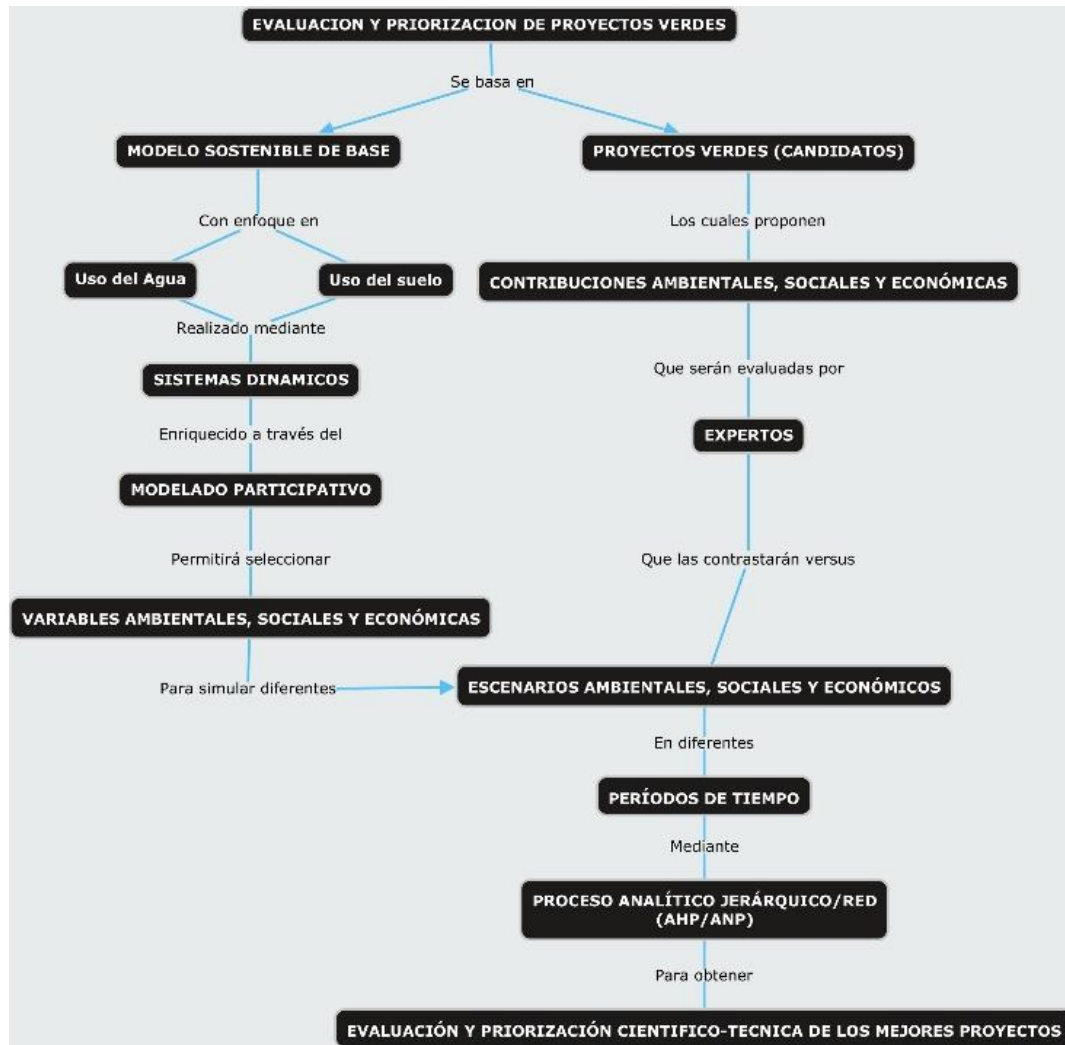 EVALUACION Y PRIORIZACION DE PROYECTOS VERDES
Se basa en
MODELO SOSTENIBLE DE BASE
PROYECTOS VERDES (CANDIDATOS)
Con enfoque en
Los cuales proponen
Uso del Agua
Uso del suelo
CONTRIBUCIONES AMBIENTALES, SOCIALES Y ECONÓMICAS
Realizado mediante
Que serán evaluadas por
SISTEMAS DINAMICOS
Enriquecido a través del
EXPERTOS
MODELADO PARTICIPATIVO
Permitirá seleccionar
Que las contrastarán versus
VARIABLES AMBIENTALES, SOCIALES Y ECONÓMICAS
Para simular diferentes
ESCENARIOS AMBIENTALES, SOCIALES Y ECONÓMICOS
En diferentes
PERÍODOS DE TIEMPO
Mediante
PROCESO ANALÍTICO JERÁRQUICO/RED
(AHP/ANP)
Para obtener
EVALUACIÓN Y PRIORIZACIÓN CIENTIFICO-TECNICA DE LOS MEJORES PROYECTOS